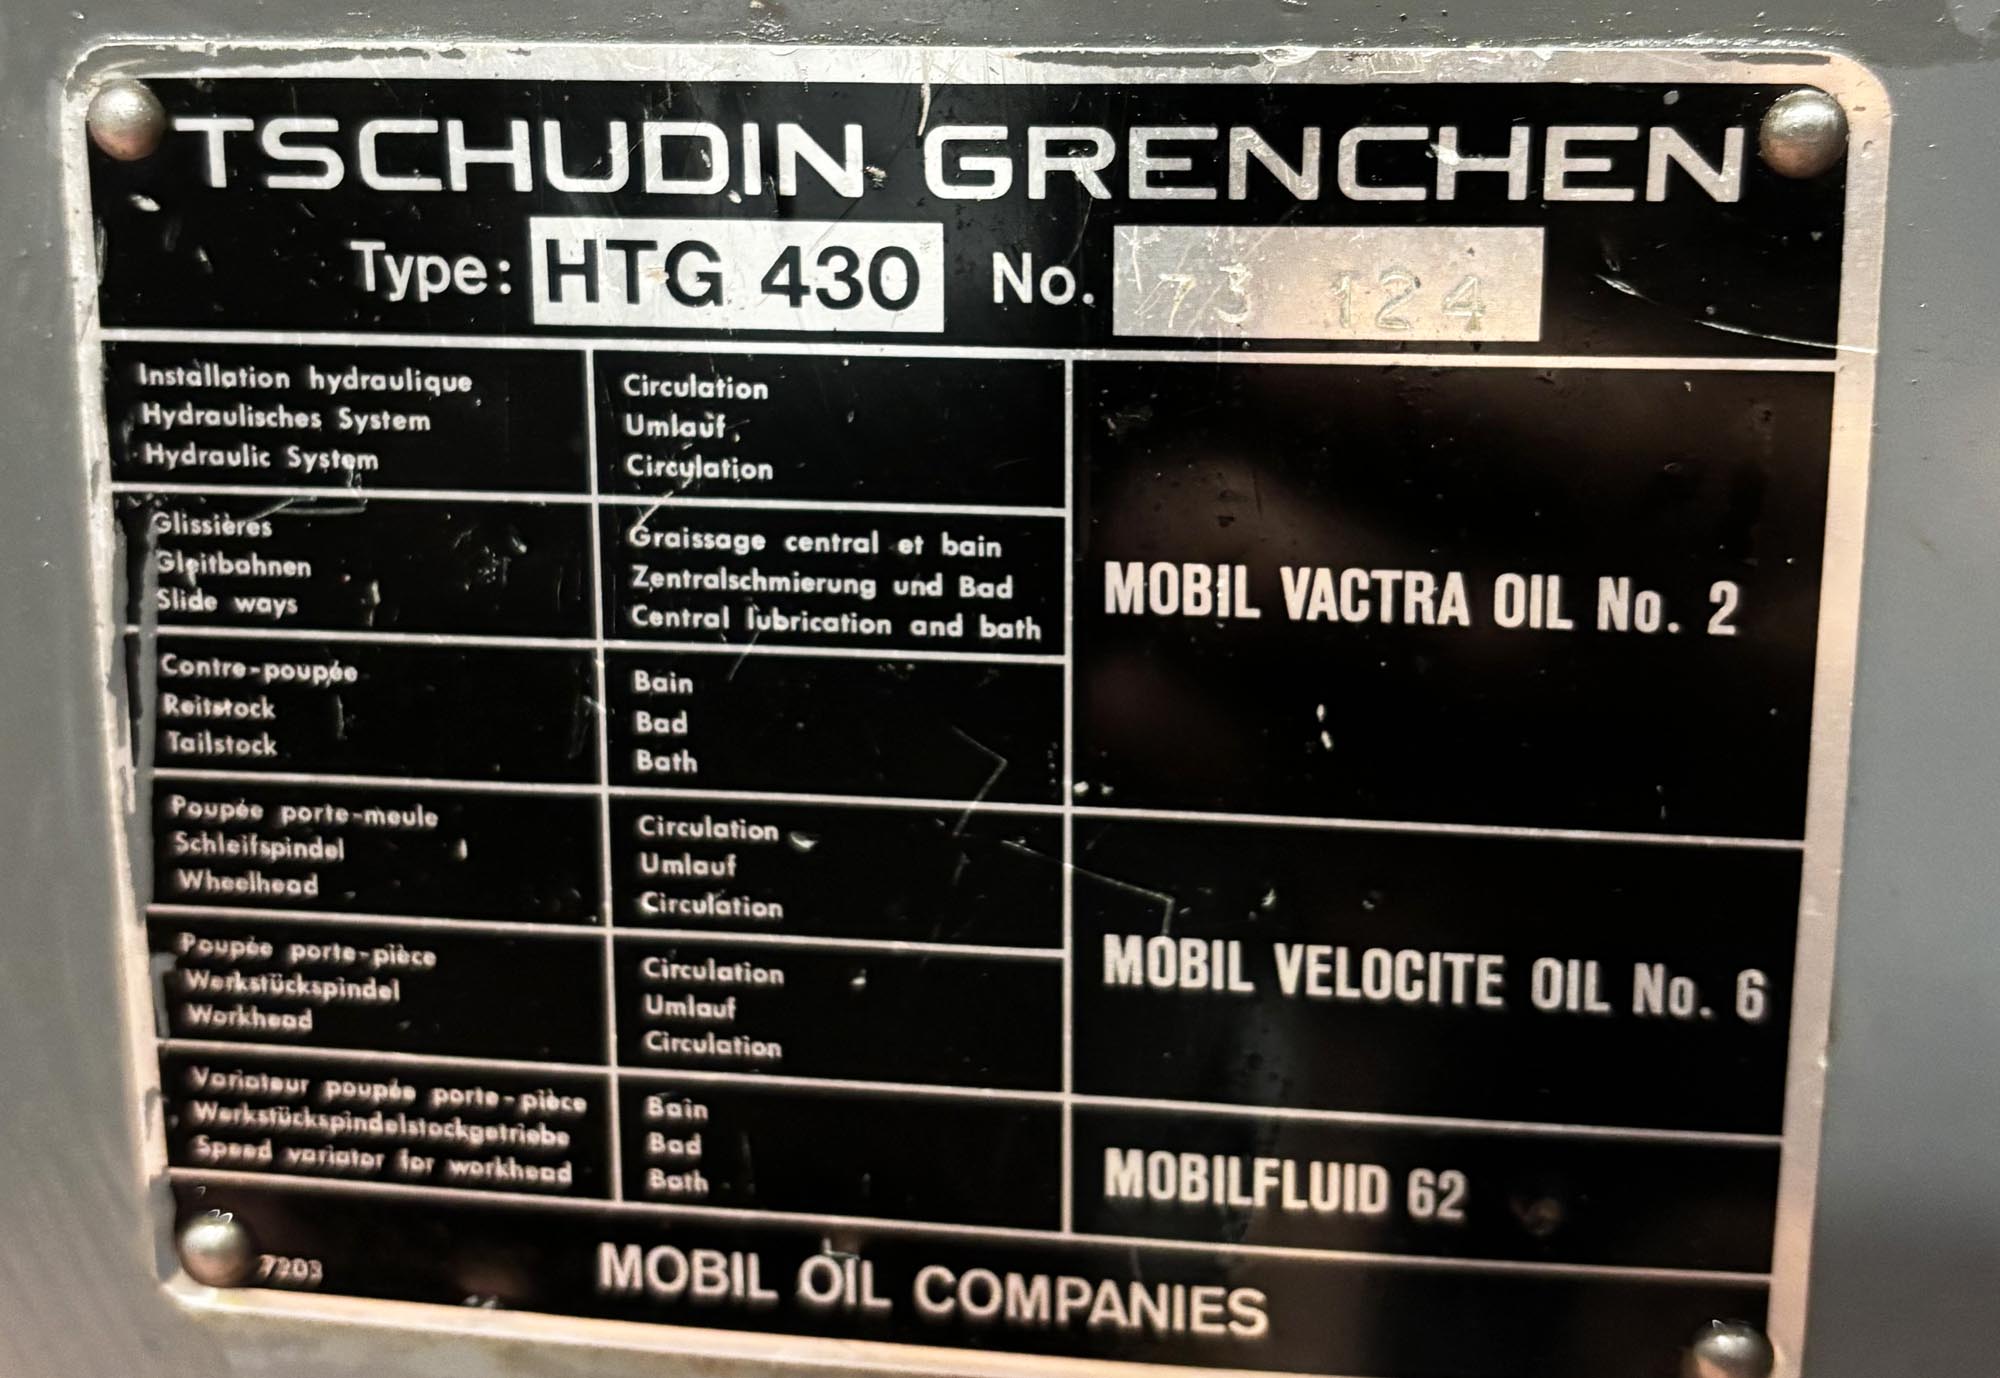 TSCHUDIN GRENCHEN
Type: HTG 430 No. 73 124
Installation hydraulique
Hydraulisches System
Hydraulic System
Circulation
Umlauf
Circulation
Glissières
Gleitbahnen
Slide ways
Graissage central et bain
Zentralschmierung und Bad
Central lubrication and bath
Contre-poupée
Reitstock
Tailstock
Bain
Bad
Bath
MOBIL VACTRA OIL No. 2
Poupée porte-meule
Schleifspindel
Wheelhead
Circulation
Umlauf
Circulation
Poupée porte-pièce
Werkstückspindel
Workhead
Circulation
Umlauf
Circulation
MOBIL VELOCITE OIL No. 6
Variateur poupée porte-pièce
Werkstückspindelstockgetriebe
Speed variator for workhead
Bain
Bad
Bath
MOBILFLUID 62
7203
MOBIL OIL COMPANIES